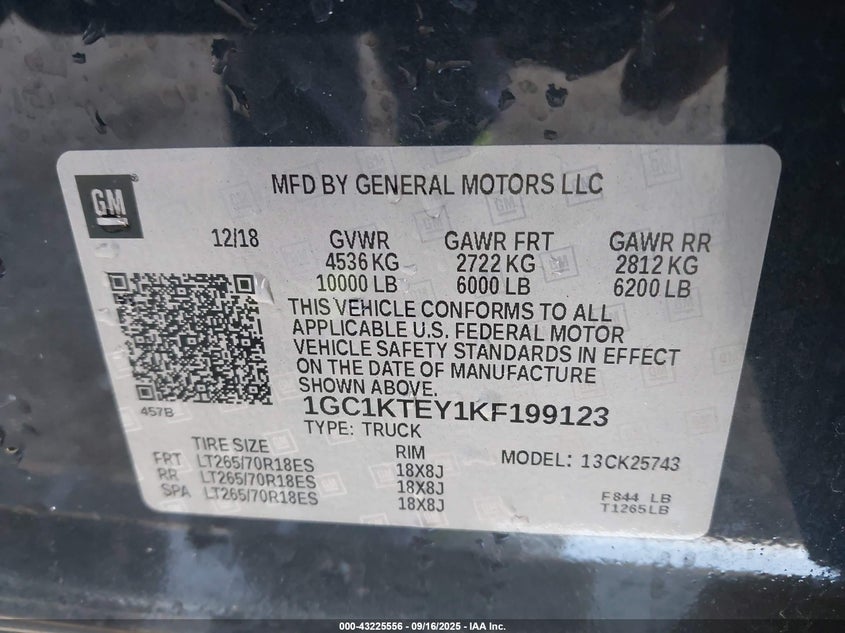 GM
MFD BY GENERAL MOTORS LLC
12/18 GVWR GAWR FRT GAWR RR
4536 KG 2722 KG 2812 KG
10000 LB 6000 LB 6200 LB
THIS VEHICLE CONFORMS TO ALL
APPLICABLE U.S. FEDERAL MOTOR
VEHICLE SAFETY STANDARDS IN EFFECT
ON THE DATE OF MANUFACTURE
SHOWN ABOVE.
457B
1GC1KTEY1KF199123
TYPE: TRUCK
TIRE SIZE RIM MODEL: 13CK25743
FRT LT265/70R18ES 18X8J
RR LT265/70R18ES 18X8J
SPA LT265/70R18ES 18X8J
F844 LB
T1265LB
000-43225556 - 09/16/2025 - IAA Inc.